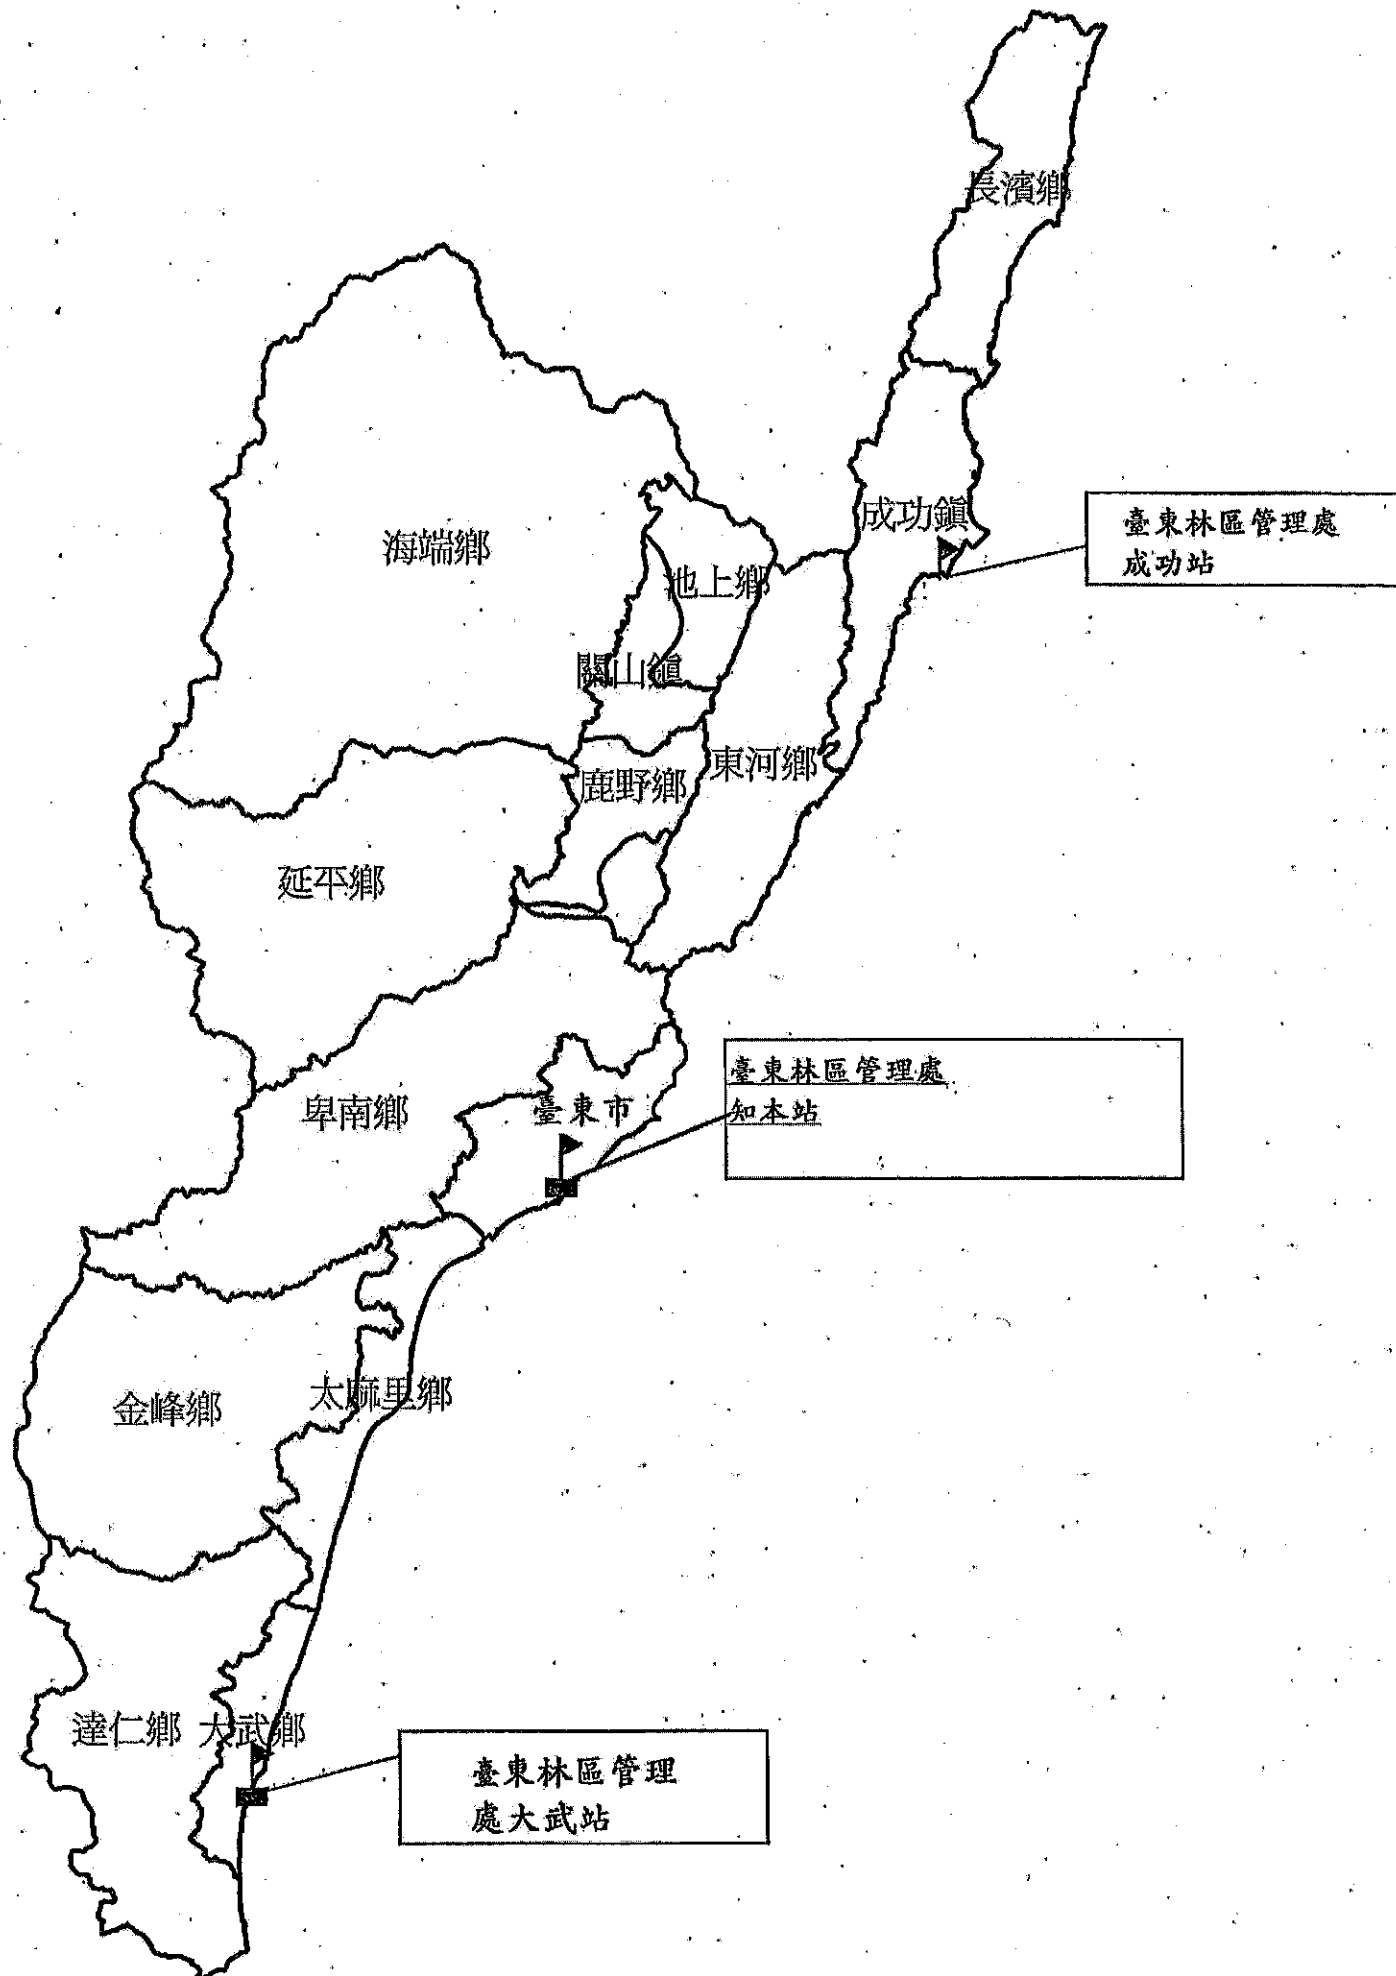 長濱鄉
成功鎮
臺東林區管理處
成功站
海端鄉
池上鄉
關山鎮
東河鄉
鹿野鄉
延平鄉
臺東林區管理處
知本站
卑南鄉
臺東市
太麻里鄉
金峰鄉
達仁鄉
大武鄉
臺東林區管理
處大武站